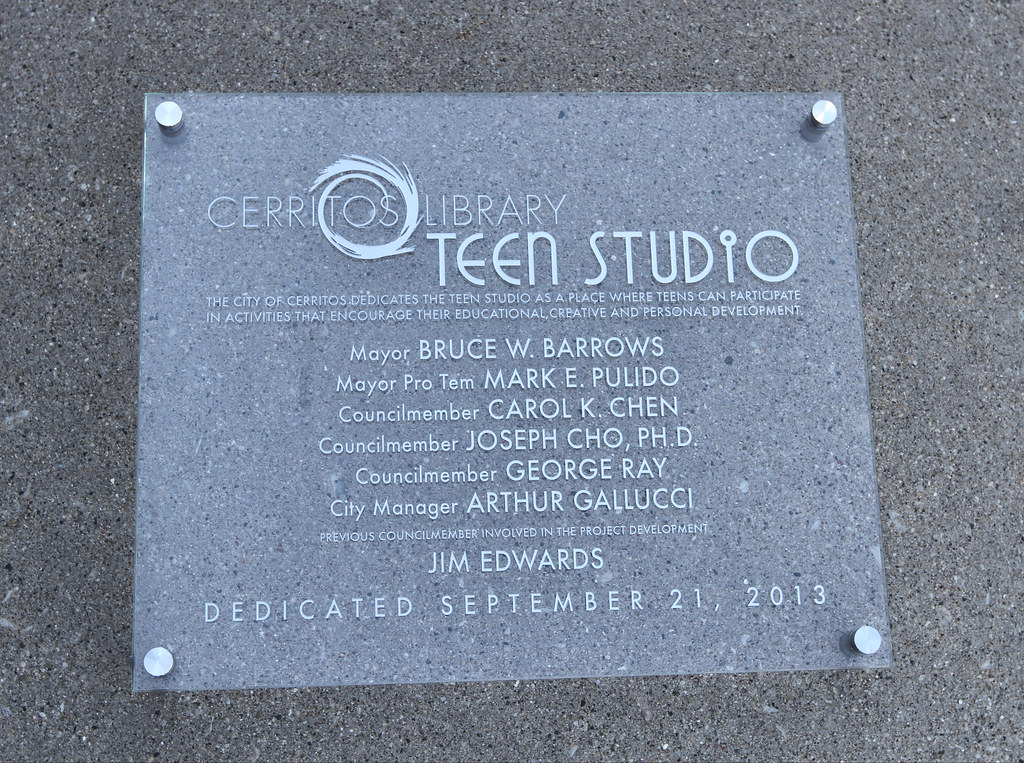 CERRITOS LIBRARY
TEEN STUDIO
THE CITY OF CERRITOS DEDICATES THE TEEN STUDIO AS A PLACE WHERE TEENS CAN PARTICIPATE
IN ACTIVITIES THAT ENCOURAGE THEIR EDUCATIONAL, CREATIVE AND PERSONAL DEVELOPMENT.
Mayor BRUCE W. BARROWS
Mayor Pro Tem MARK E. PULIDO
Councilmember CAROL K. CHEN
Councilmember JOSEPH CHO, PH.D.
Councilmember GEORGE RAY
City Manager ARTHUR GALLUCCI
PREVIOUS COUNCILMEMBER INVOLVED IN THE PROJECT DEVELOPMENT
JIM EDWARDS
DEDICATED SEPTEMBER 21, 2013